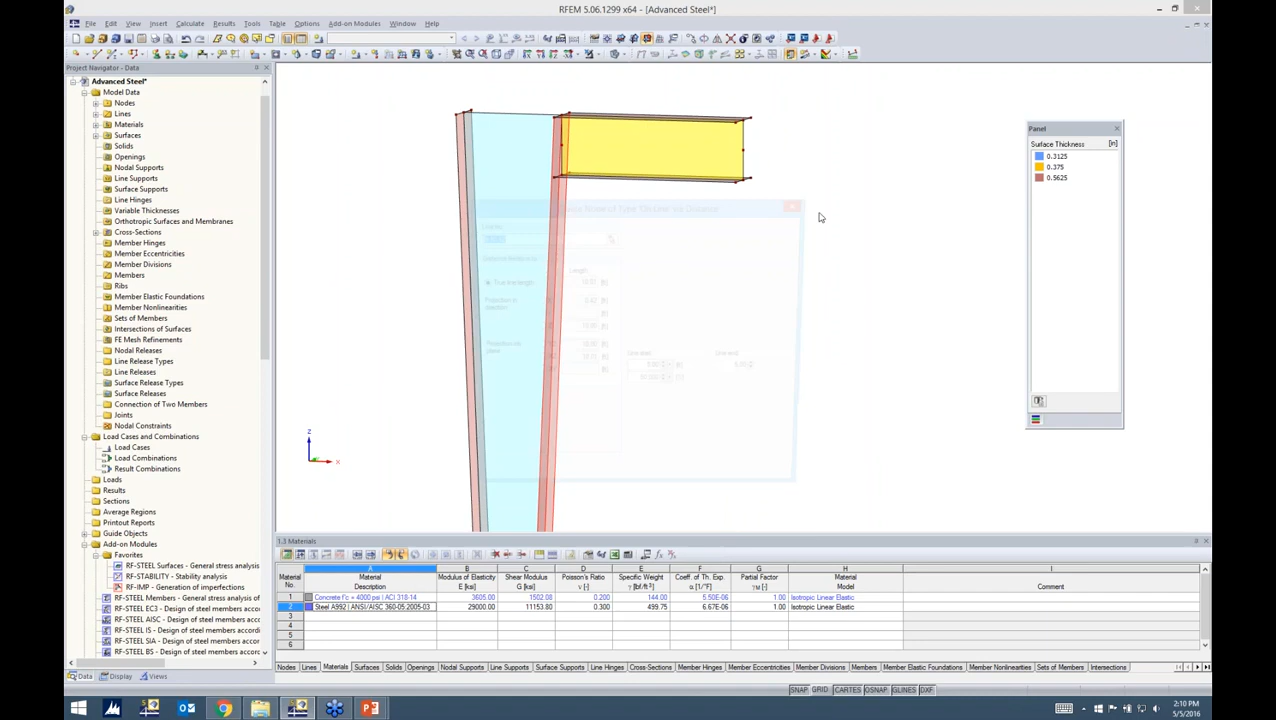 RFEM 5.06.1299 x64 - [Advanced Steel*]
File Edit View Insert Calculate Results Tools Table Options Add-on Modules Window Help
Project Navigator - Data
Advanced Steel*
Model Data
Nodes
Lines
Materials
Surfaces
Solids
Openings
Nodal Supports
Line Supports
Surface Supports
Line Hinges
Variable Thicknesses
Orthotropic Surfaces and Membranes
Cross-Sections
Member Hinges
Member Eccentricities
Member Divisions
Members
Ribs
Member Elastic Foundations
Member Nonlinearities
Sets of Members
Intersections of Surfaces
FE Mesh Refinements
Nodal Releases
Line Release Types
Line Releases
Surface Release Types
Surface Releases
Connection of Two Members
Joints
Nodal Constraints
Load Cases and Combinations
Load Cases
Load Combinations
Result Combinations
Loads
Results
Sections
Average Regions
Printout Reports
Guide Objects
Add-on Modules
Favorites
RF-STEEL Surfaces - General stress analysis
RF-STABILITY - Stability analysis
RF-IMP - Generation of imperfections
RF-STEEL Members - General stress analysis
RF-STEEL EC3 - Design of steel members accord
RF-STEEL AISC - Design of steel members acco
RF-STEEL IS - Design of steel members accordi
RF-STEEL SIA - Design of steel members accor
RF-STEEL BS - Design of steel members accord
Data Display Views
Panel
Surface Thickness [in]
0.3125
0.375
0.5625
Z
X
1.3 Materials
A B C D E F G H I
Material No. Material Description Modulus of Elasticity E [ksi] Shear Modulus G [ksi] Poisson's Ratio ν [-] Specific Weight γ [lbf/ft³] Coeff. of Th. Exp. α [1/°F] Partial Factor γM [-] Material Model Comment
1 Concrete f'c = 4000 psi | ACI 318-14 3605.00 1502.08 0.200 144.00 5.50E-06 1.00 Isotropic Linear Elastic
2 Steel A992 | ANSI/AISC 360-05:2005-03 29000.00 11153.80 0.300 499.75 6.67E-06 1.00 Isotropic Linear Elastic
3
4
5
6
Nodes Lines Materials Surfaces Solids Openings Nodal Supports Line Supports Surface Supports Line Hinges Cross-Sections Member Hinges Member Eccentricities Member Divisions Members Member Elastic Foundations Member Nonlinearities Sets of Members Intersections
SNAP GRID CARTES OSNAP GLINES DXF
2:10 PM
5/5/2016